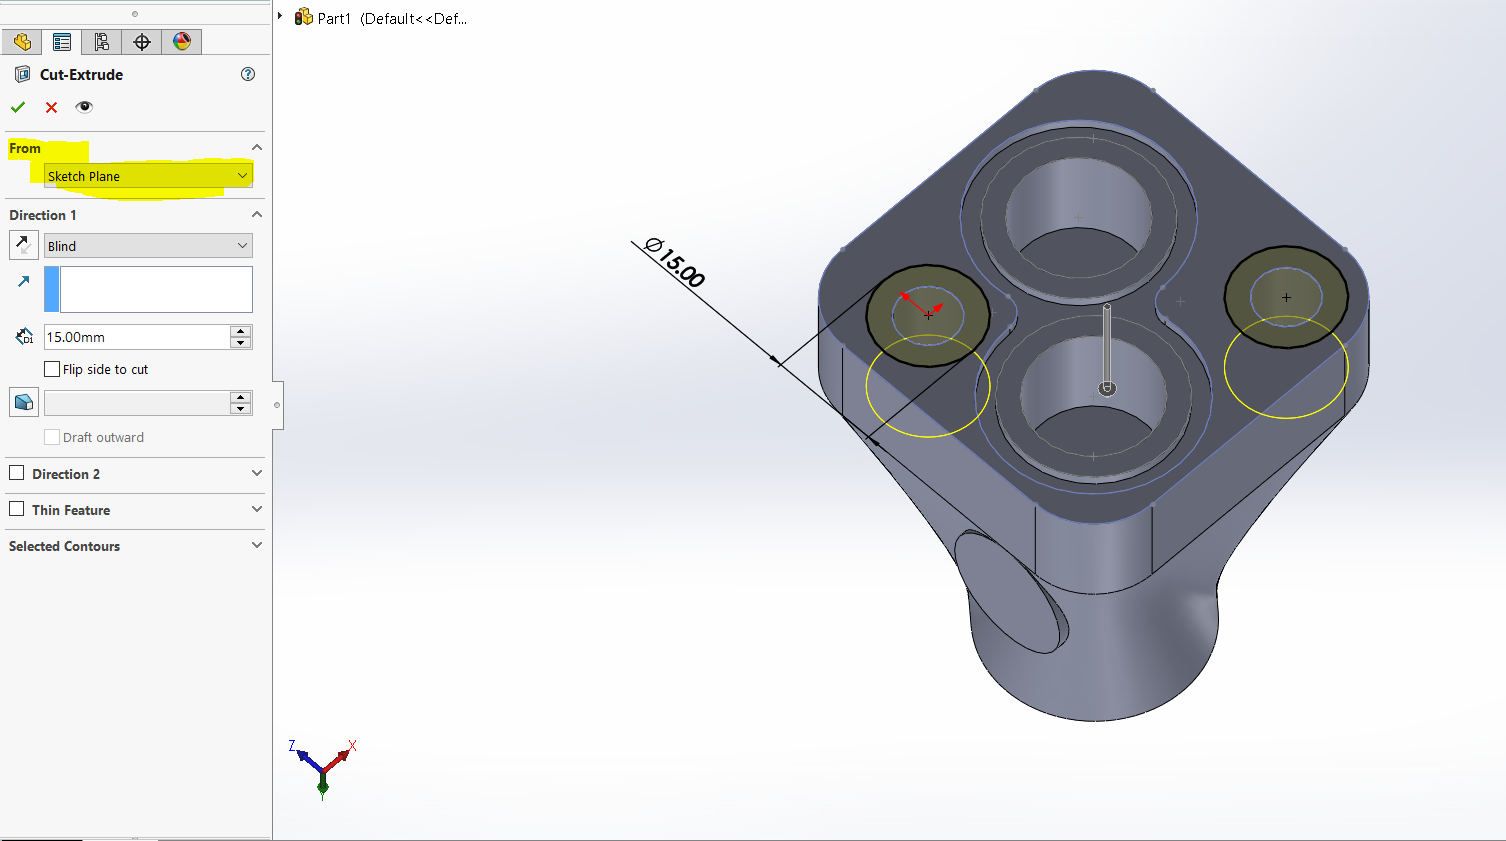 Part1 (Default<<Def...
Cut-Extrude
From
Sketch Plane
Direction 1
Blind
D1
15.00mm
Flip side to cut
Draft outward
Direction 2
Thin Feature
Selected Contours
Ø15.00
Z
X
Y